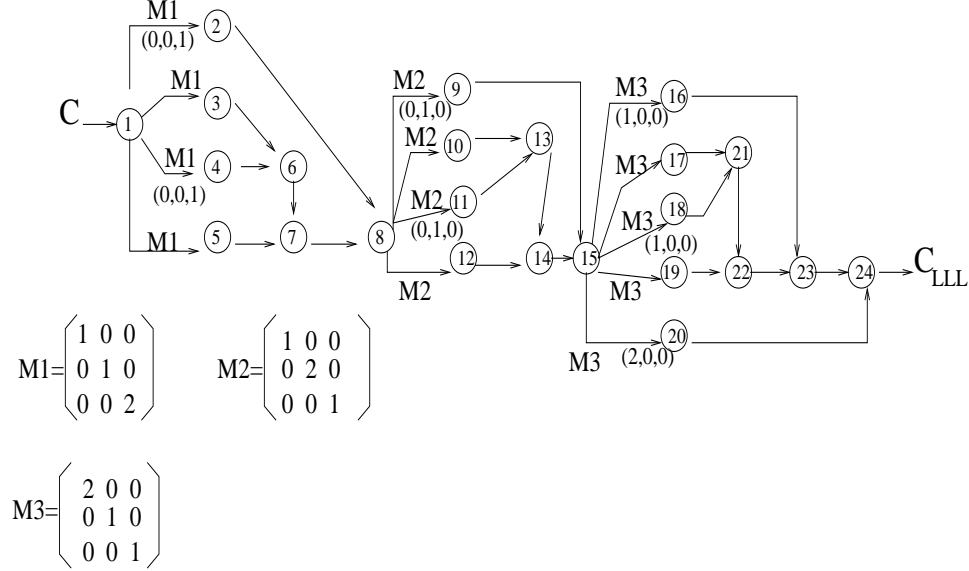 M1
2
(0,0,1)
M1
3
C
1
M1
4
(0,0,1)
6
M1
5
7
8
M2
9
(0,1,0)
M2
10
13
M2
11
(0,1,0)
12
M2
14
15
M3
16
(1,0,0)
M3
17
21
M3
18
(1,0,0)
19
M3
22
23
24
C LLL
M3
20
(2,0,0)
M1=
1 0 0
0 1 0
0 0 2
M2=
1 0 0
0 2 0
0 0 1
M3=
2 0 0
0 1 0
0 0 1